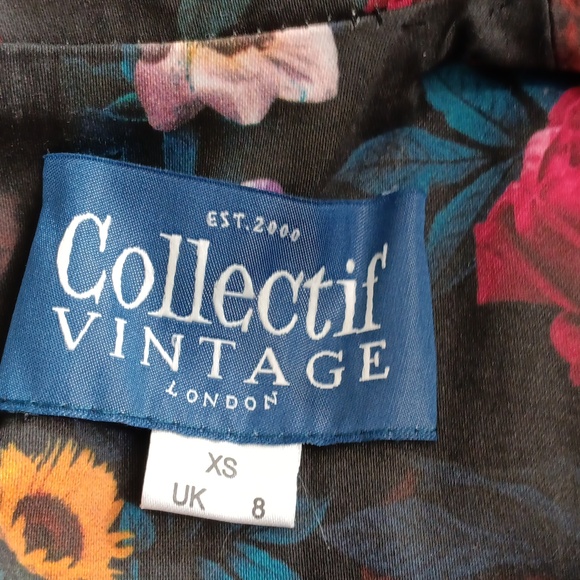 EST.2000
Collectif
VINTAGE
LONDON
XS
UK 8